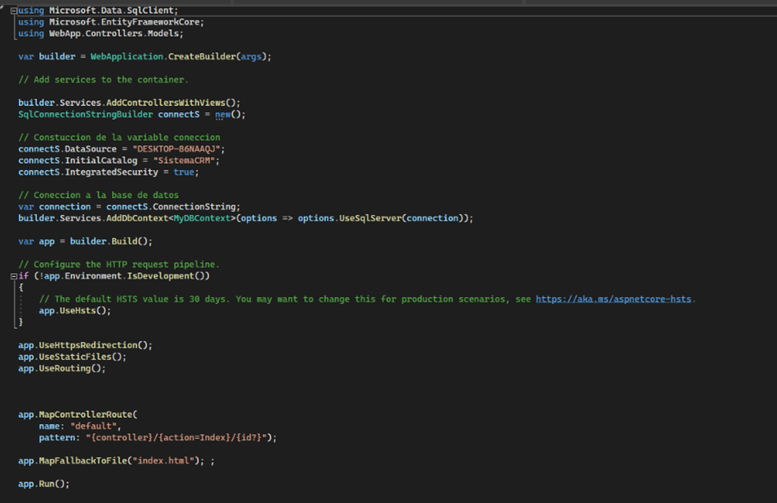 using Microsoft.Data.SqlClient;
using Microsoft.EntityFrameworkCore;
using WebApp.Controllers.Models;
var builder = WebApplication.CreateBuilder(args);
// Add services to the container.
builder.Services.AddControllersWithViews();
SqlConnectionStringBuilder connectS = new();
// Constuccion de la variable coneccion
connectS.DataSource = "DESKTOP-86NAAQJ";
connectS.InitialCatalog = "SistemaCRM";
connectS.IntegratedSecurity = true;
// Coneccion a la base de datos
var connection = connectS.ConnectionString;
builder.Services.AddDbContext<MyDBContext>(options => options.UseSqlServer(connection));
var app = builder.Build();
// Configure the HTTP request pipeline.
if (!app.Environment.IsDevelopment())
{
// The default HSTS value is 30 days. You may want to change this for production scenarios, see https://aka.ms/aspnetcore-hsts.
app.UseHsts();
}
app.UseHttpsRedirection();
app.UseStaticFiles();
app.UseRouting();
app.MapControllerRoute(
name: "default",
pattern: "{controller}/{action=Index}/{id?}");
app.MapFallbackToFile("index.html"); ;
app.Run();